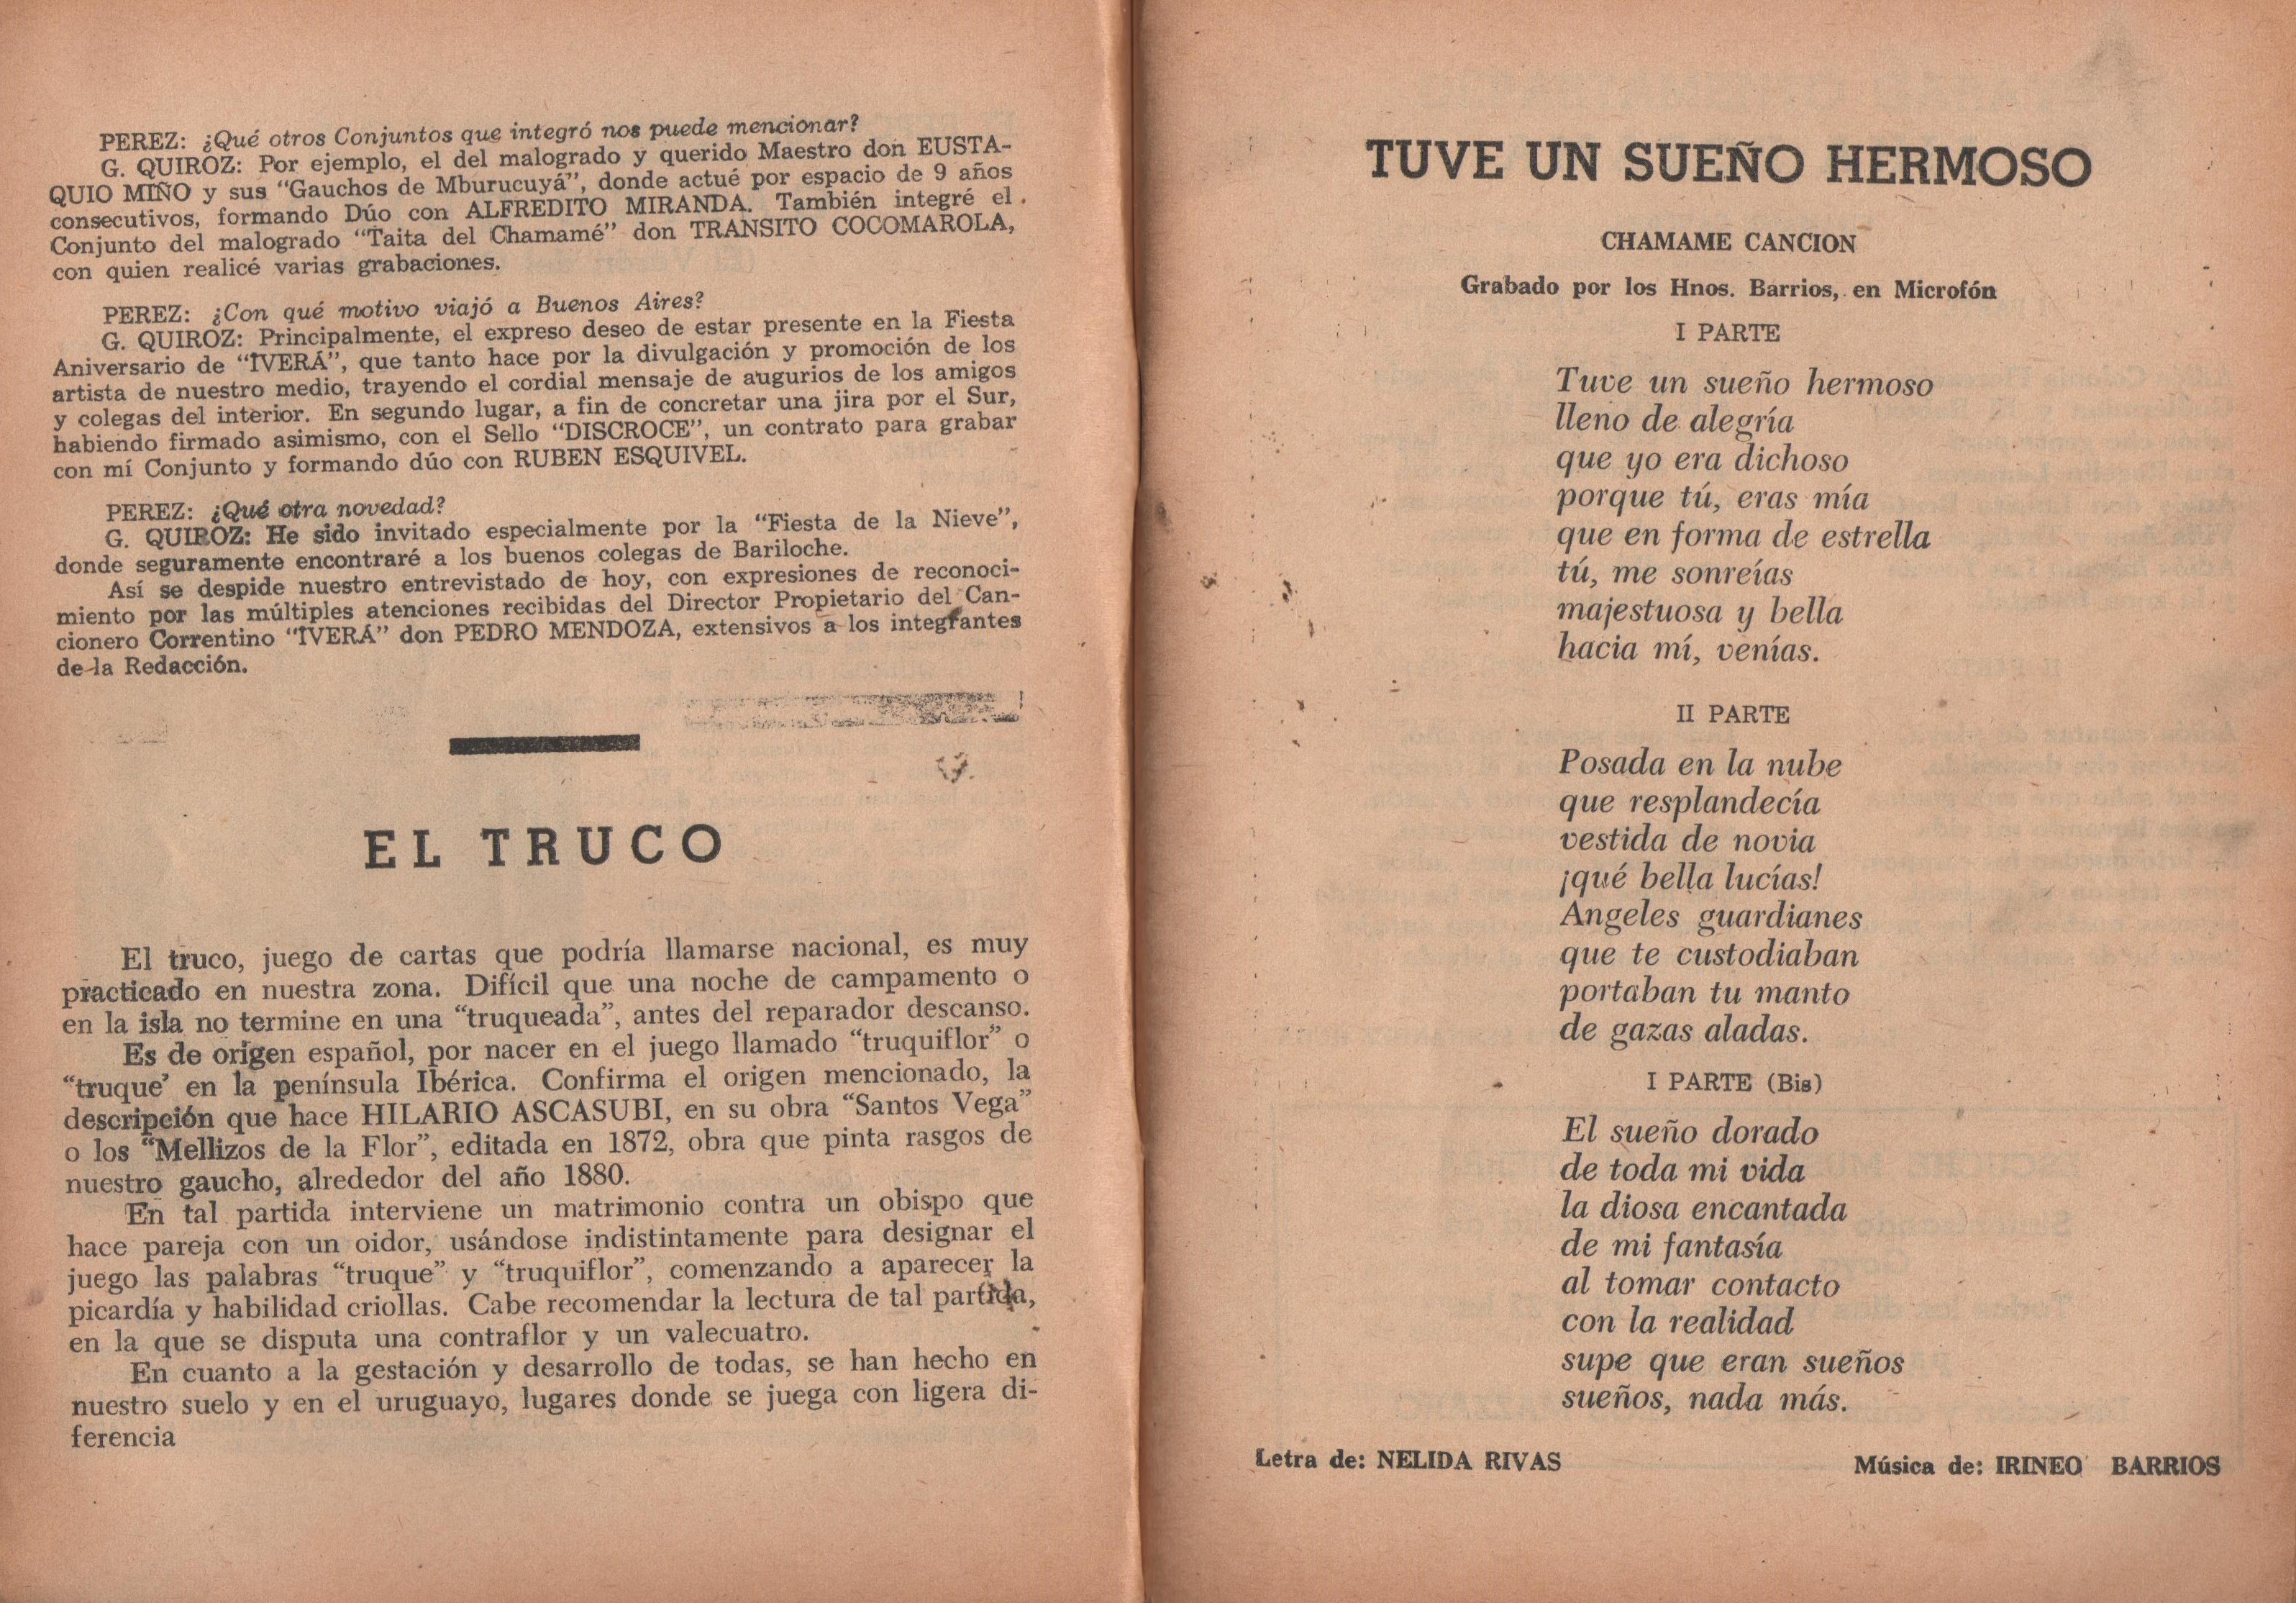 PEREZ: ¿Qué otros Conjuntos que integró nos puede mencionar?
G. QUIROZ: Por ejemplo, el del malogrado y querido Maestro don EUSTA-
QUIO MIÑO y sus “Gauchos de Mburucuyá”, donde actué por espacio de 9 años
consecutivos, formando Dúo con ALFREDITO MIRANDA. También integré el
Conjunto del malogrado “Taita del Chamamé” don TRANSITO COCOMAROLA,
con quien realicé varias grabaciones.
PEREZ: ¿Con qué motivo viajó a Buenos Aires?
G. QUIROZ: Principalmente, el expreso deseo de estar presente en la Fiesta
Aniversario de “ÏVERÁ”, que tanto hace por la divulgación y promoción de los
artista de nuestro medio, trayendo el cordial mensaje de augurios de los amigos
y colegas del interior. En segundo lugar, a fin de concretar una jira por el Sur,
habiendo firmado asimismo, con el Sello “DISCROCE”, un contrato para grabar
con mí Conjunto y formando dúo con RUBEN ESQUIVEL.
PEREZ: ¿Qué otra novedad?
G. QUIROZ: He sido invitado especialmente por la “Fiesta de la Nieve”,
donde seguramente encontraré a los buenos colegas de Bariloche.
Así se despide nuestro entrevistado de hoy, con expresiones de reconoci-
miento por las múltiples atenciones recibidas del Director Propietario del Can-
cionero Correntino “ÏVERÁ” don PEDRO MENDOZA, extensivos a los integrantes
de la Redacción.
EL TRUCO
El truco, juego de cartas que podría llamarse nacional, es muy
practicado en nuestra zona. Difícil que una noche de campamento o
en la isla no termine en una “truqueada”, antes del reparador descanso.
Es de origen español, por nacer en el juego llamado “truquiflor” o
“truque’ en la península Ibérica. Confirma el origen mencionado, la
descripción que hace HILARIO ASCASUBI, en su obra “Santos Vega”
o los “Mellizos de la Flor”, editada en 1872, obra que pinta rasgos de
nuestro gaucho, alrededor del año 1880.
En tal partida interviene un matrimonio contra un obispo que
hace pareja con un oidor, usándose indistintamente para designar el
juego las palabras “truque” y “truquiflor”, comenzando a aparecer la
picardía y habilidad criollas. Cabe recomendar la lectura de tal partida,
en la que se disputa una contraflor y un valecuatro.
En cuanto a la gestación y desarrollo de todas, se han hecho en
nuestro suelo y en el uruguayo, lugares donde se juega con ligera di-
ferencia
TUVE UN SUEÑO HERMOSO
CHAMAME CANCION
Grabado por los Hnos. Barrios, en Microfón
I PARTE
Tuve un sueño hermoso
lleno de alegría
que yo era dichoso
porque tú, eras mía
que en forma de estrella
tú, me sonreías
majestuosa y bella
hacia mí, venías.
II PARTE
Posada en la nube
que resplandecía
vestida de novia
¡qué bella lucías!
Angeles guardianes
que te custodiaban
portaban tu manto
de gazas aladas.
I PARTE (Bis)
El sueño dorado
de toda mi vida
la diosa encantada
de mi fantasía
al tomar contacto
con la realidad
supe que eran sueños
sueños, nada más.
Letra de: NELIDA RIVAS
Música de: IRINEO BARRIOS